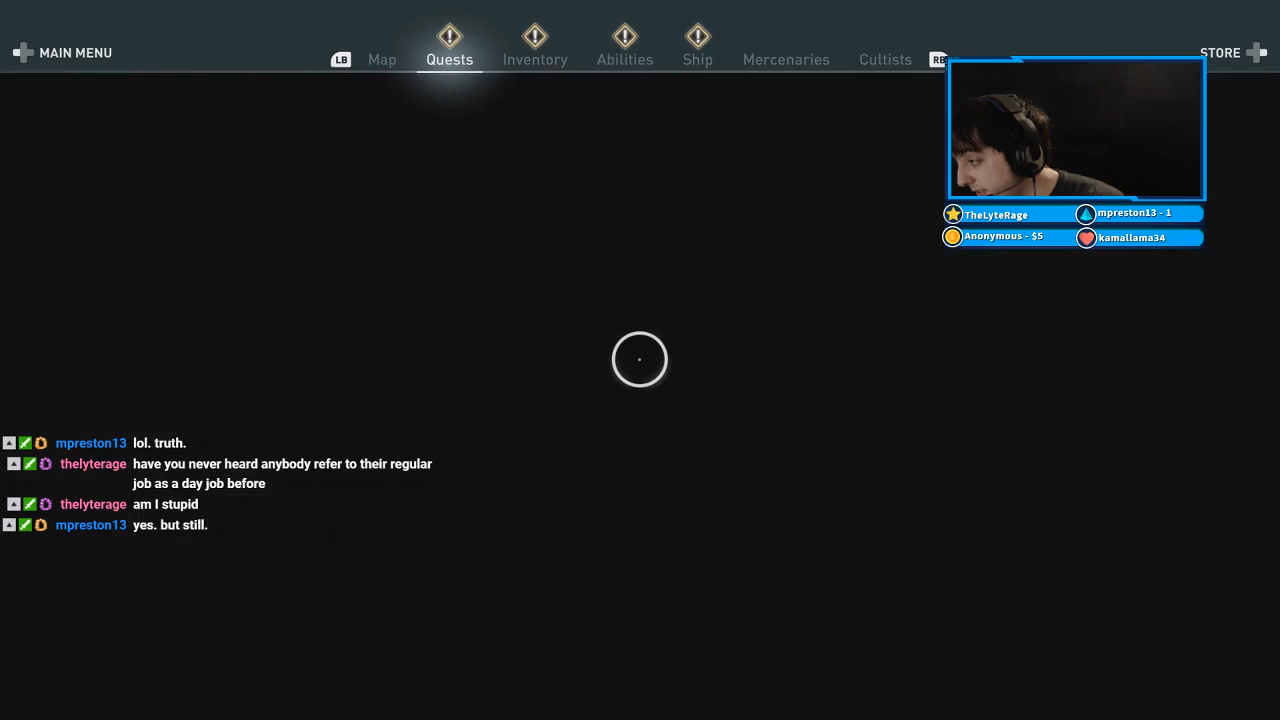 MAIN MENU
LB Map Quests Inventory Abilities Ship Mercenaries Cultists RB
STORE
TheLyteRage
mpreston13 - 1
Anonymous - $5
kamallama34
mpreston13 lol. truth.
thelyterage have you never heard anybody refer to their regular
job as a day job before
thelyterage am I stupid
mpreston13 yes. but still.